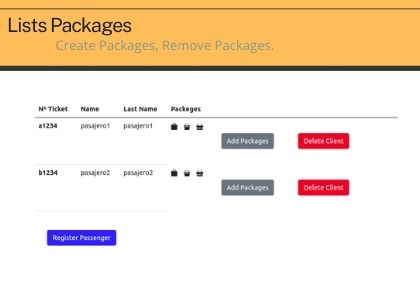 Lists Packages
Create Packages, Remove Packages.
Nº Ticket Name Last Name Packeges
a1234 pasajero1 pasajero1
Add Packages Delete Client
b1234 pasajero2 pasajero2
Add Packages Delete Client
Register Passenger